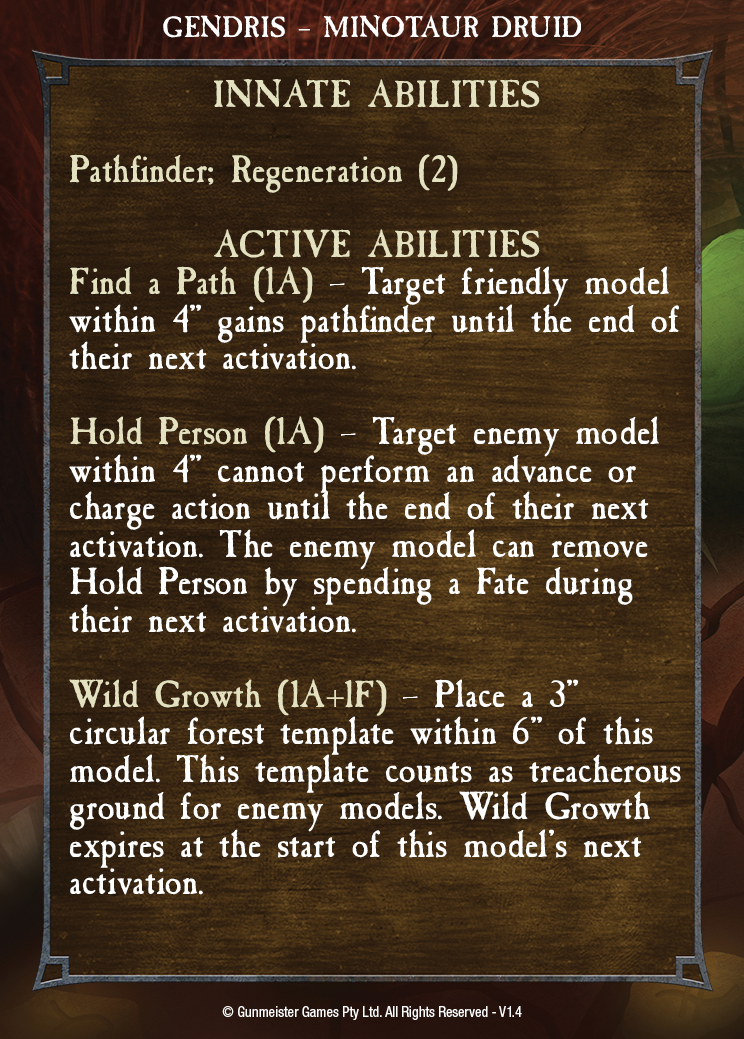 GENDRIS – MINOTAUR DRUID
INNATE ABILITIES
Pathfinder; Regeneration (2)
ACTIVE ABILITIES
Find a Path (1A) – Target friendly model
within 4” gains pathfinder until the end of
their next activation.
Hold Person (1A) – Target enemy model
within 4” cannot perform an advance or
charge action until the end of their next
activation. The enemy model can remove
Hold Person by spending a Fate during
their next activation.
Wild Growth (1A+1F) – Place a 3”
circular forest template within 6” of this
model. This template counts as treacherous
ground for enemy models. Wild Growth
expires at the start of this model’s next
activation.
© Gunmeister Games Pty Ltd. All Rights Reserved - V1.4